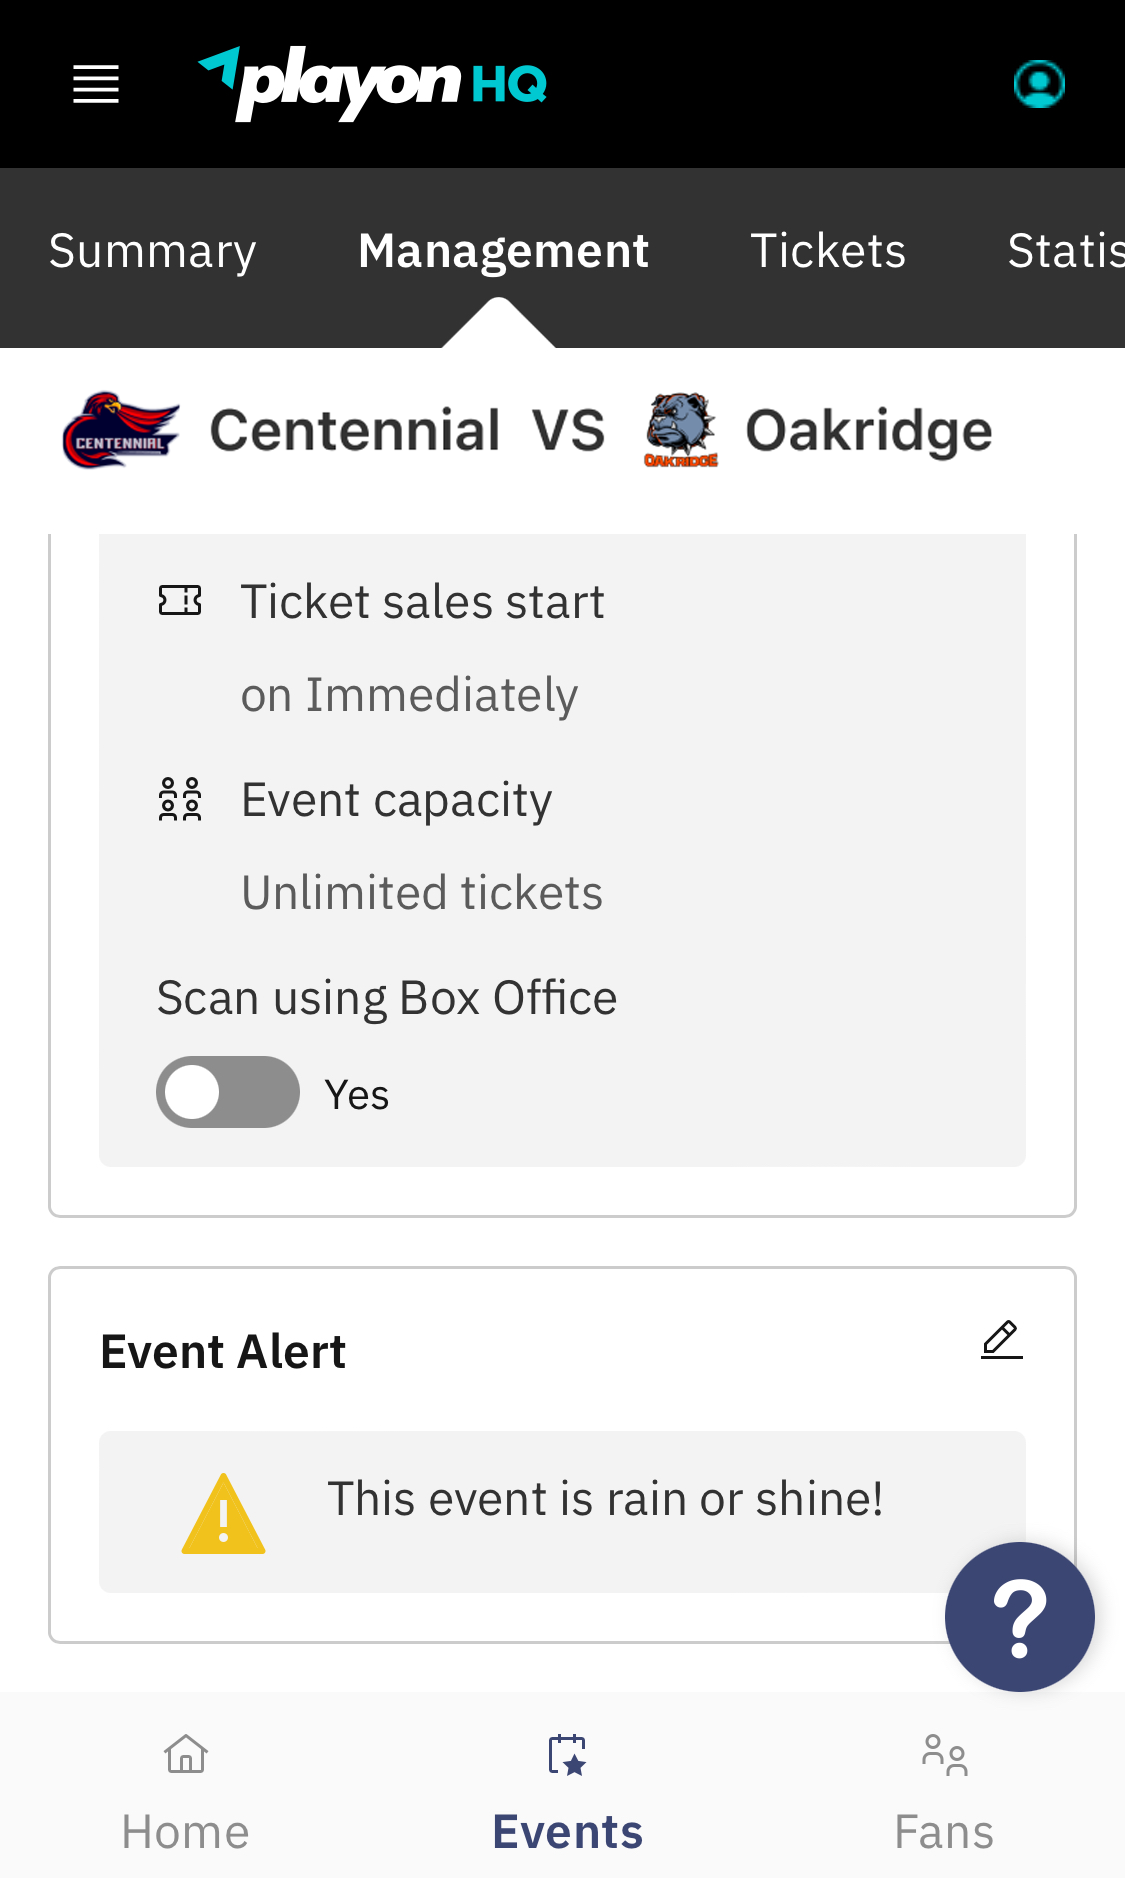 playon HQ
Summary Management Tickets Statis
CENTENNIAL Centennial VS OAKRIDGE Oakridge
Ticket sales start
on Immediately
Event capacity
Unlimited tickets
Scan using Box Office
Yes
Event Alert
This event is rain or shine!
?
Home Events Fans